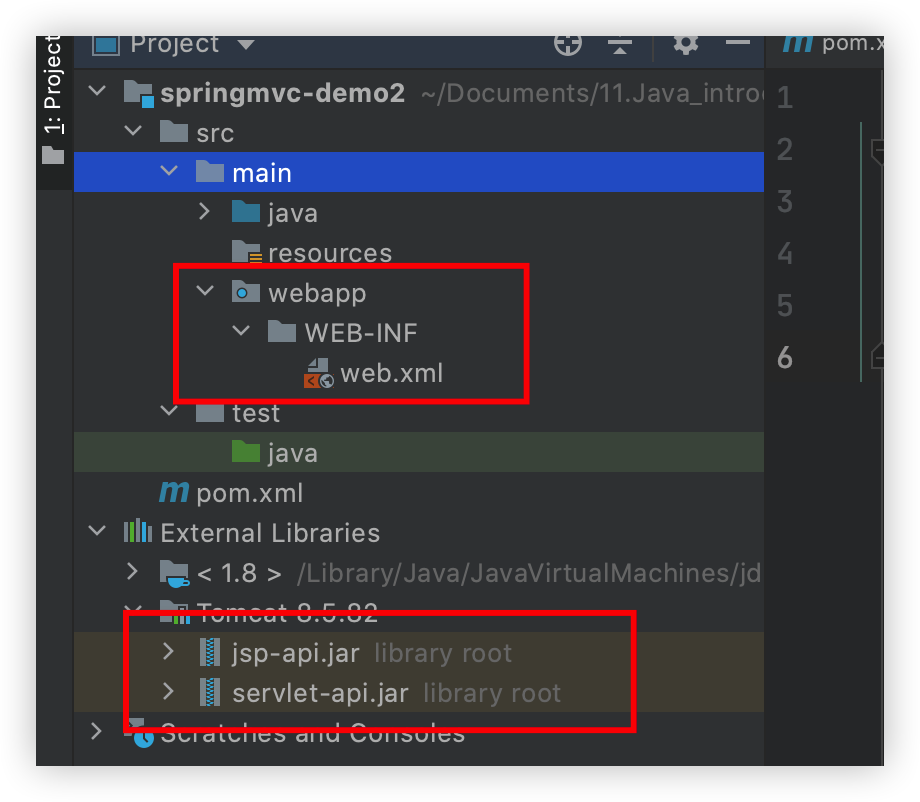 1: Project
Project
pom.x
springmvc-demo2 ~/Documents/11.Java_introd
src
main
java
resources
webapp
WEB-INF
web.xml
test
java
pom.xml
External Libraries
< 1.8 > /Library/Java/JavaVirtualMachines/jd
Tomcat 8.5.82
jsp-api.jar library root
servlet-api.jar library root
Scratches and Consoles
1
2
3
4
5
6